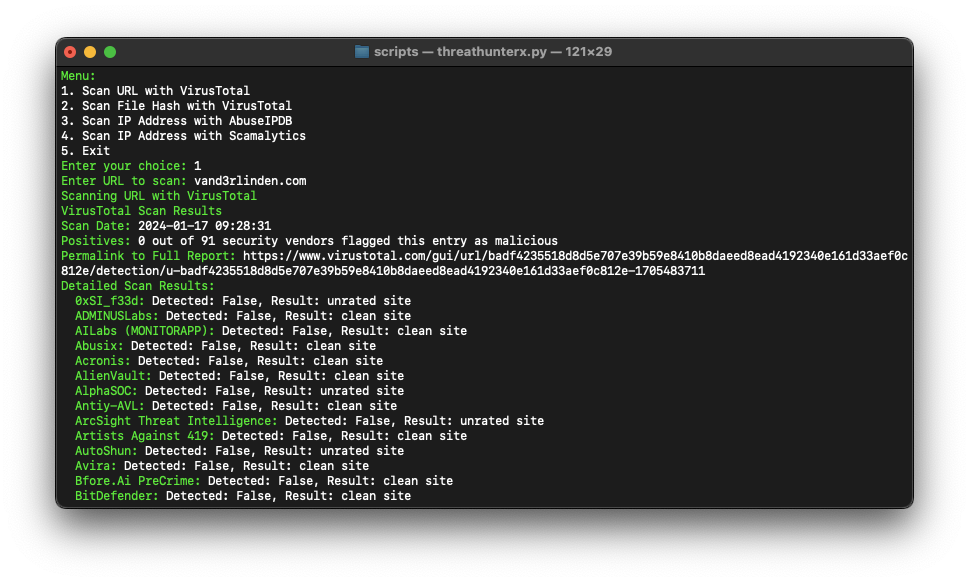 scripts — threathunterx.py — 121×29
Menu:
1. Scan URL with VirusTotal
2. Scan File Hash with VirusTotal
3. Scan IP Address with AbuseIPDB
4. Scan IP Address with Scamalytics
5. Exit
Enter your choice: 1
Enter URL to scan: vand3rlinden.com
Scanning URL with VirusTotal
VirusTotal Scan Results
Scan Date: 2024-01-17 09:28:31
Positives: 0 out of 91 security vendors flagged this entry as malicious
Permalink to Full Report: https://www.virustotal.com/gui/url/badf4235518d8d5e707e39b59e8410b8daeed8ead4192340e161d33aef0c
812e/detection/u-badf4235518d8d5e707e39b59e8410b8daeed8ead4192340e161d33aef0c812e-1705483711
Detailed Scan Results:
  0xSI_f33d: Detected: False, Result: unrated site
  ADMINUSLabs: Detected: False, Result: clean site
  AILabs (MONITORAPP): Detected: False, Result: clean site
  Abusix: Detected: False, Result: clean site
  Acronis: Detected: False, Result: clean site
  AlienVault: Detected: False, Result: clean site
  AlphaSOC: Detected: False, Result: unrated site
  Antiy-AVL: Detected: False, Result: clean site
  ArcSight Threat Intelligence: Detected: False, Result: unrated site
  Artists Against 419: Detected: False, Result: clean site
  AutoShun: Detected: False, Result: unrated site
  Avira: Detected: False, Result: clean site
  Bfore.Ai PreCrime: Detected: False, Result: clean site
  BitDefender: Detected: False, Result: clean site